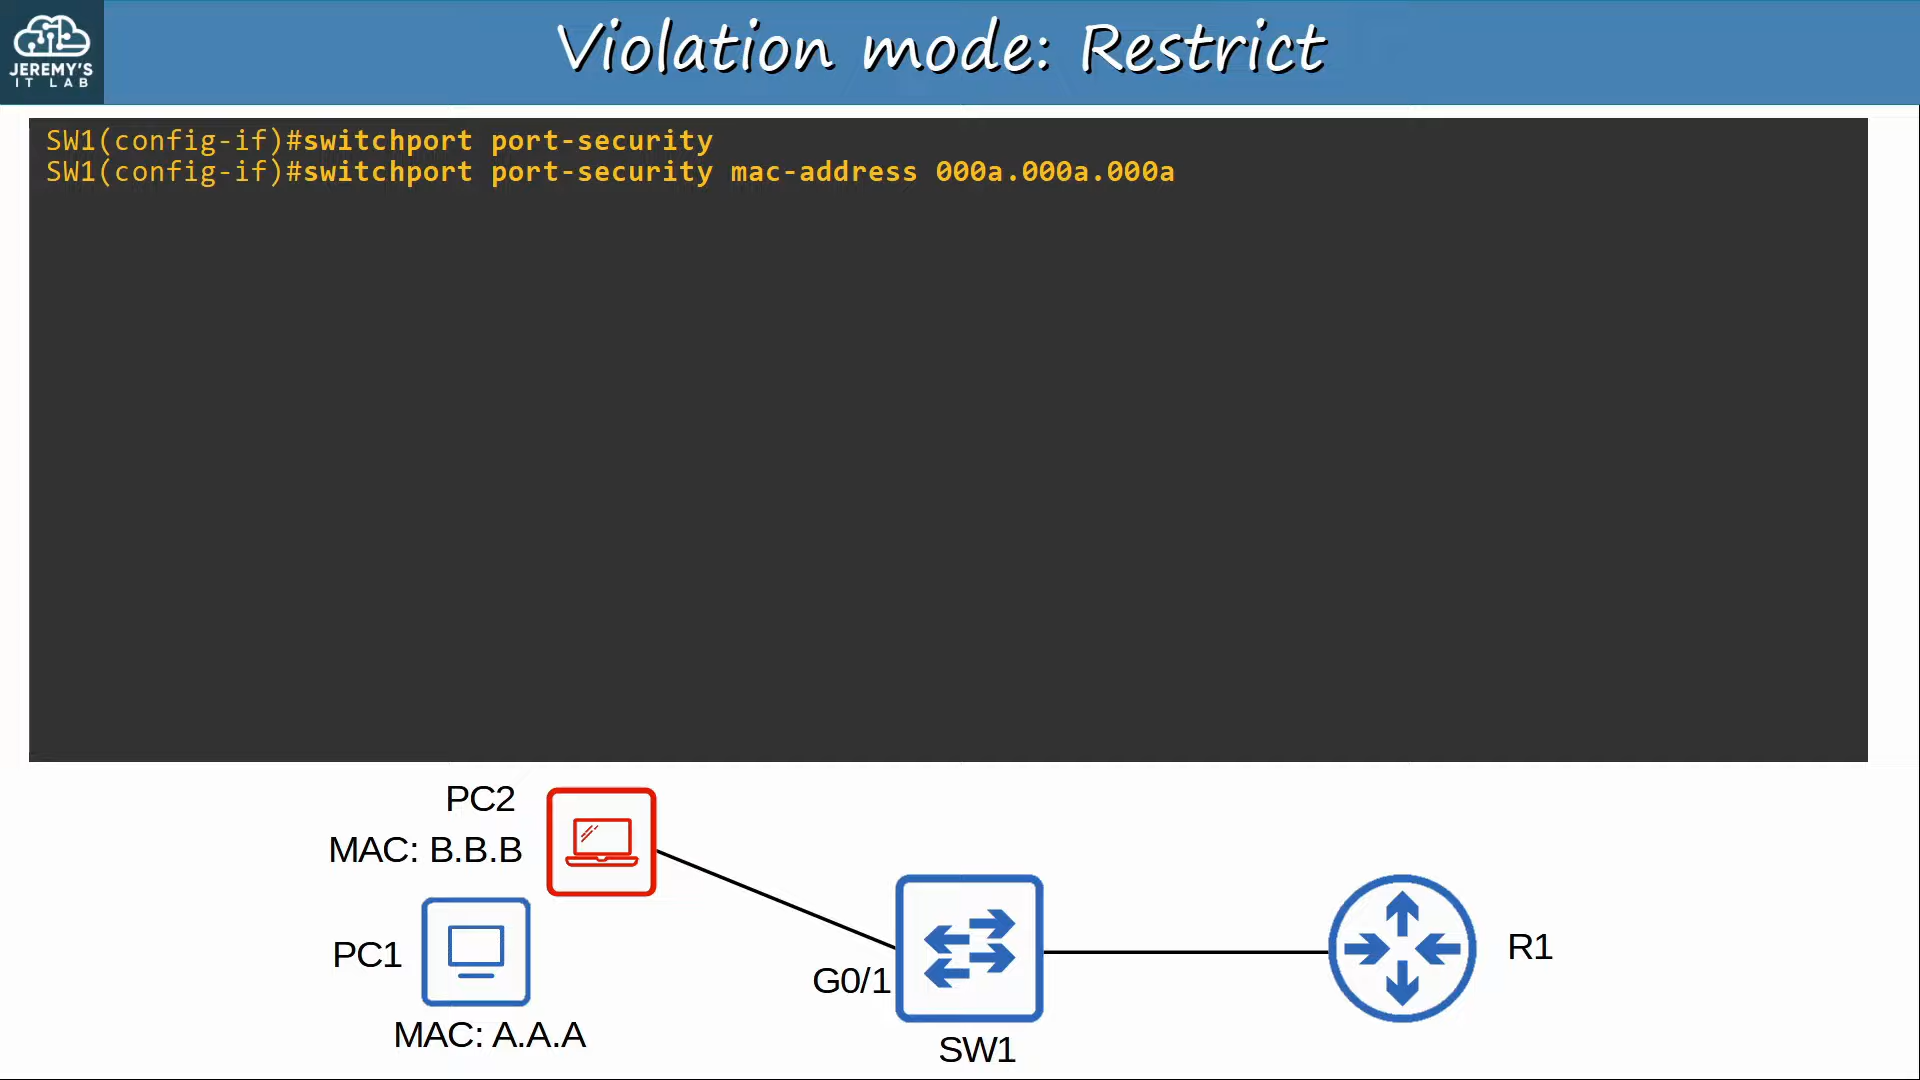 JEREMY'S
IT LAB
Violation mode: Restrict
SW1(config-if)#switchport port-security
SW1(config-if)#switchport port-security mac-address 000a.000a.000a
PC2
MAC: B.B.B
PC1
MAC: A.A.A
G0/1
SW1
R1